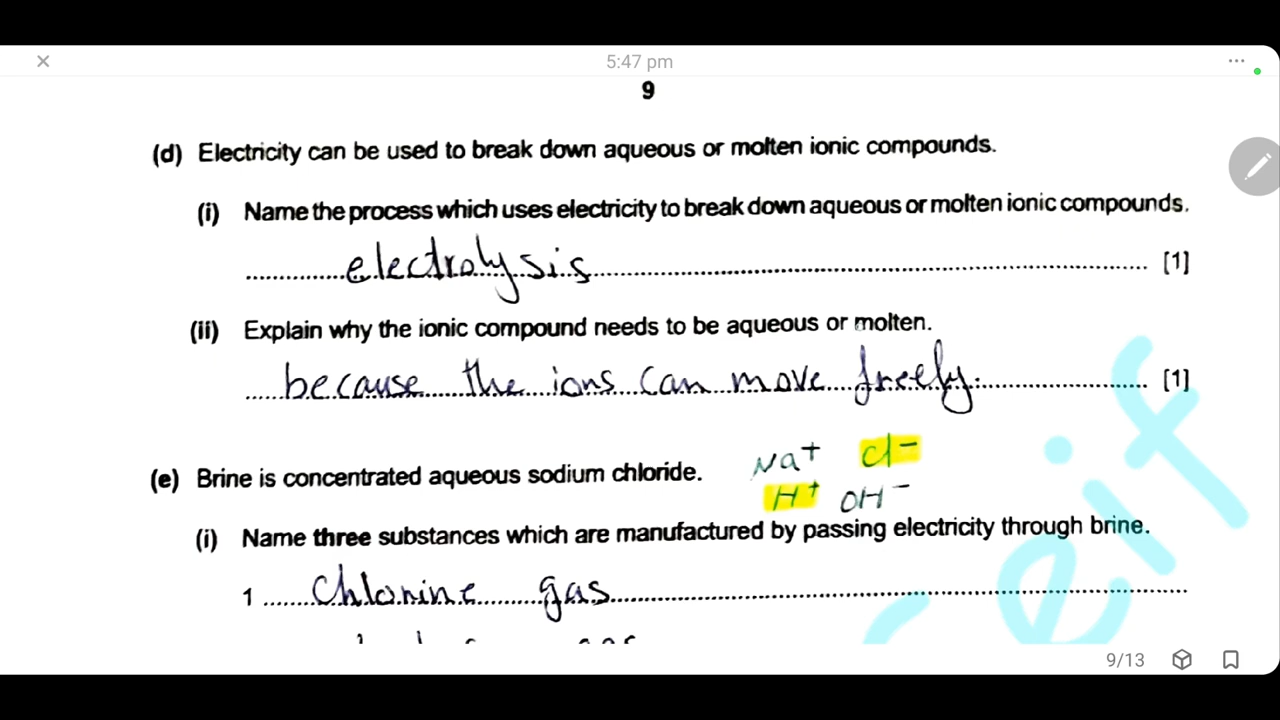 5:47 pm
9
(d) Electricity can be used to break down aqueous or molten ionic compounds.
(i) Name the process which uses electricity to break down aqueous or molten ionic compounds.
electrolysis [1]
(ii) Explain why the ionic compound needs to be aqueous or molten.
because the ions can move freely. [1]
Na+ Cl-
(e) Brine is concentrated aqueous sodium chloride.
H+ OH-
(i) Name three substances which are manufactured by passing electricity through brine.
1 Chlorine gas
9/13